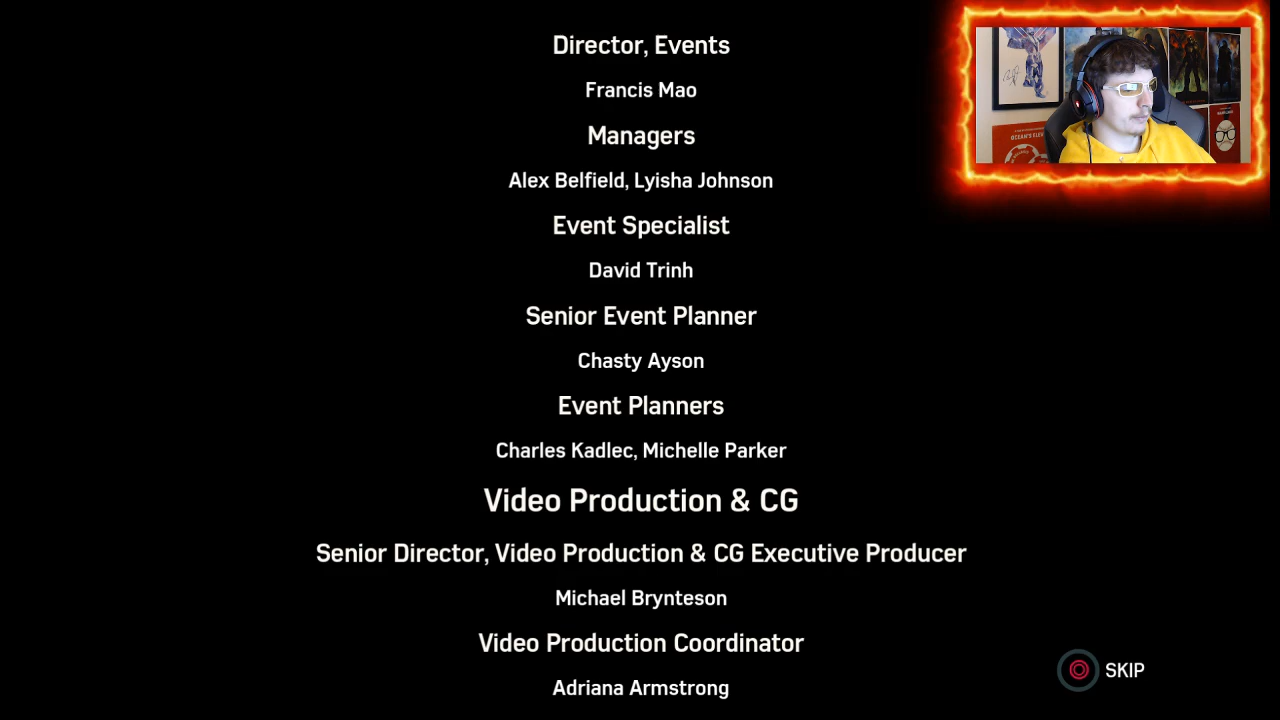 Director, Events
Francis Mao
Managers
Alex Belfield, Lyisha Johnson
Event Specialist
David Trinh
Senior Event Planner
Chasty Ayson
Event Planners
Charles Kadlec, Michelle Parker
Video Production & CG
Senior Director, Video Production & CG Executive Producer
Michael Brynteson
Video Production Coordinator
Adriana Armstrong
SKIP
OCEAN'S ELEV